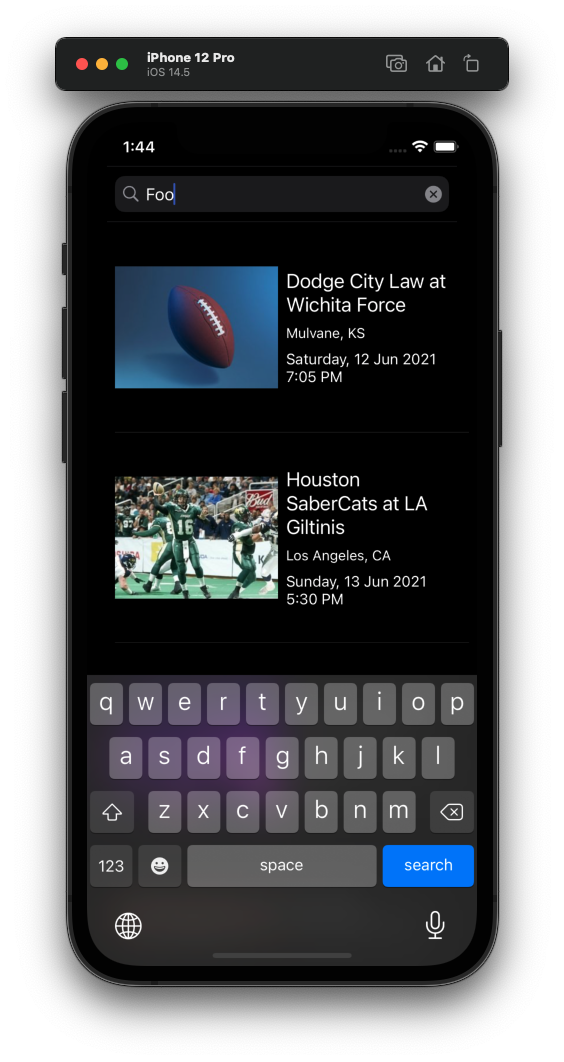 iPhone 12 Pro
iOS 14.5
1:44
Foo
Dodge City Law at
Wichita Force
Mulvane, KS
Saturday, 12 Jun 2021
7:05 PM
Houston
SaberCats at LA
Giltinis
Los Angeles, CA
Sunday, 13 Jun 2021
5:30 PM
Bud
16
q w e r t y u i o p
a s d f g h j k l
z x c v b n m
123 space search